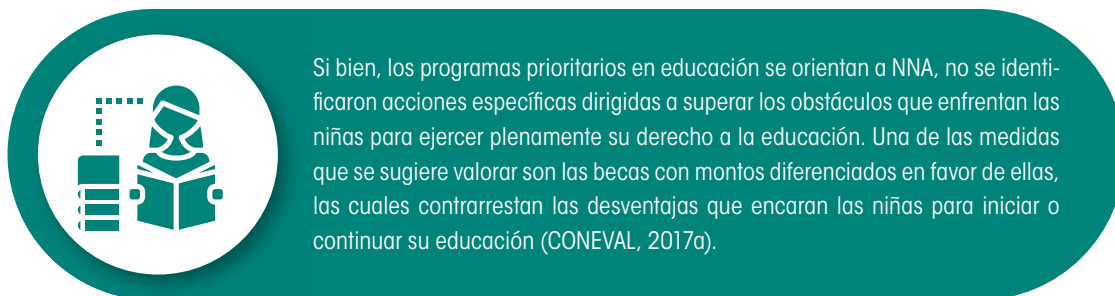 Si bien, los programas prioritarios en educación se orientan a NNA, no se identi-
ficaron acciones específicas dirigidas a superar los obstáculos que enfrentan las
niñas para ejercer plenamente su derecho a la educación. Una de las medidas
que se sugiere valorar son las becas con montos diferenciados en favor de ellas,
las cuales contrarrestan las desventajas que encaran las niñas para iniciar o
continuar su educación (CONEVAL, 2017a).